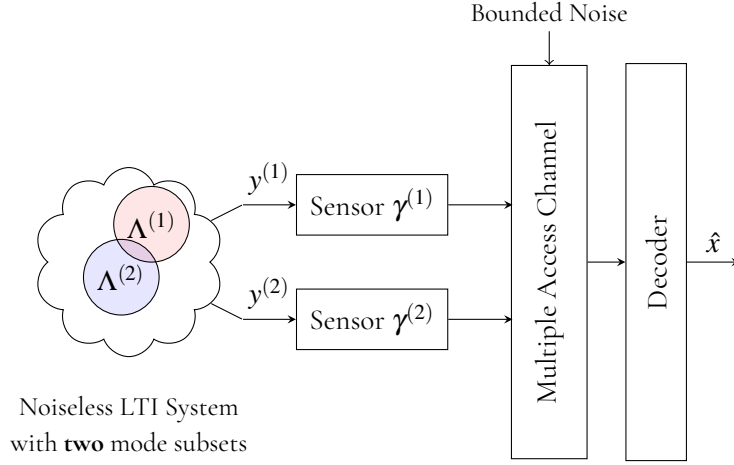 Bounded Noise
y^(1)
Sensor γ^(1)
Λ^(1)
Λ^(2)
y^(2)
Sensor γ^(2)
Multiple Access Channel
Decoder
x̂
Noiseless LTI System
with two mode subsets